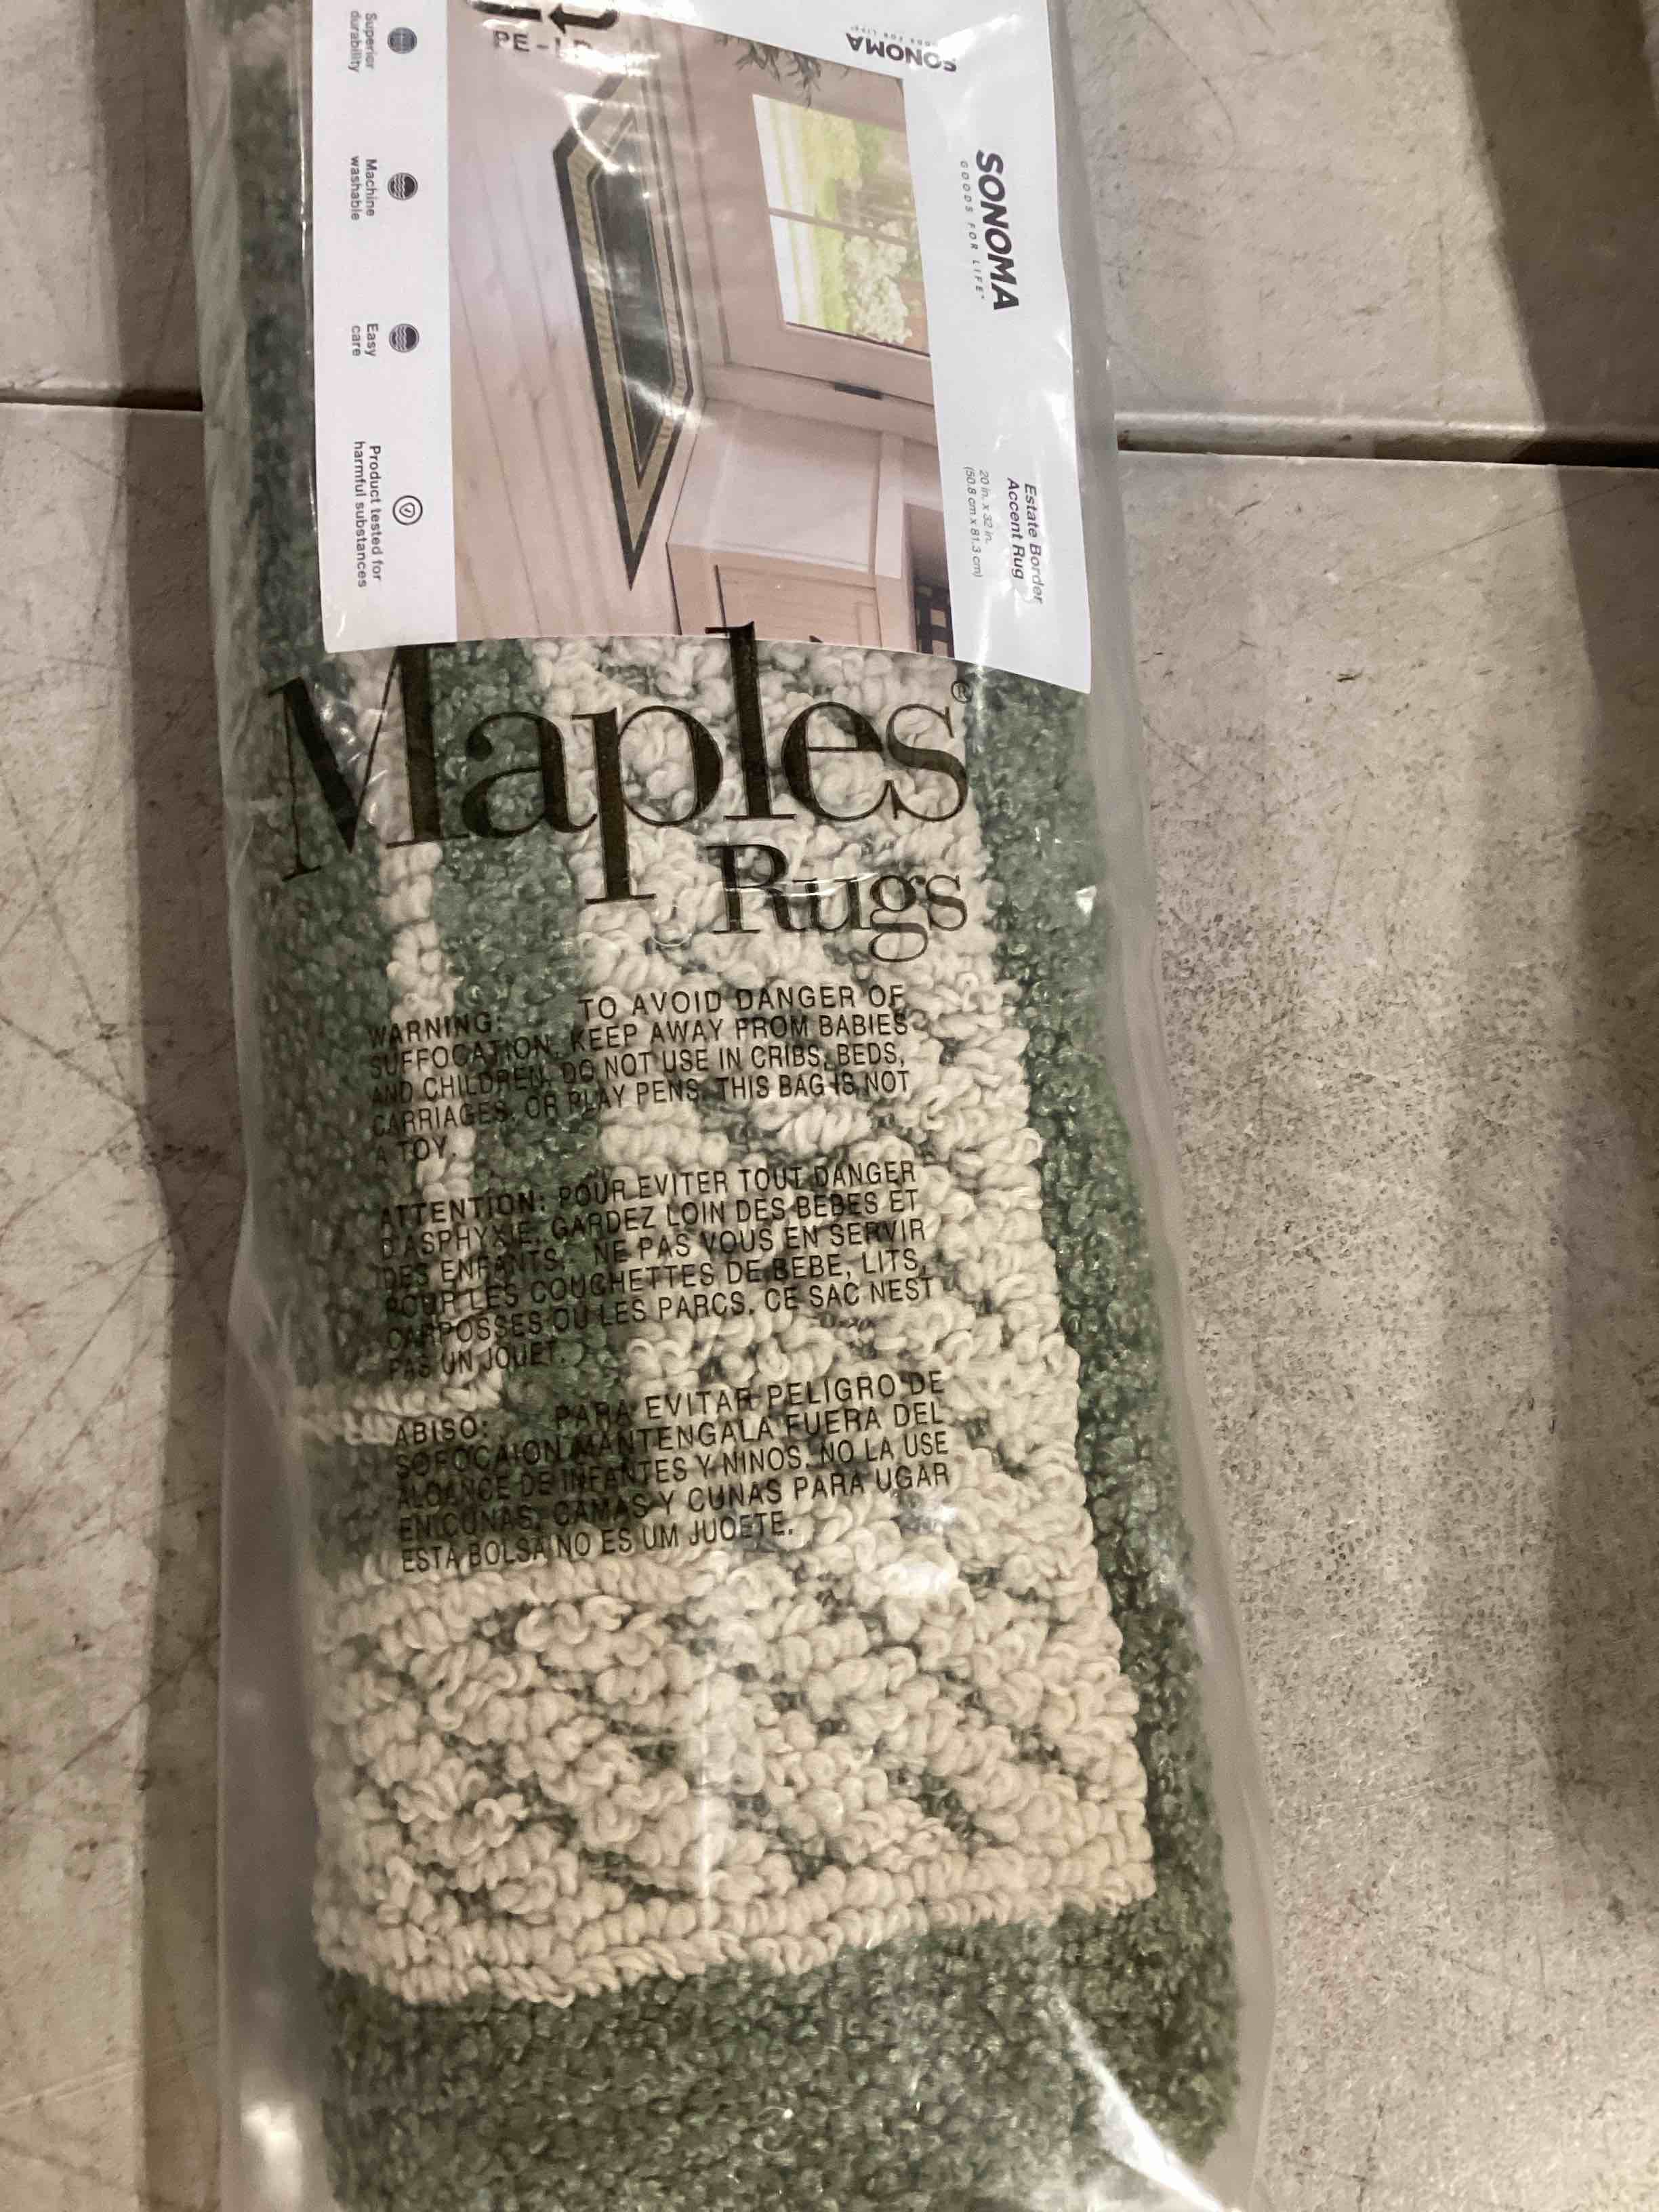 SONOMA
SONOMA
GOODS FOR LIFE™
Estate Border
Accent Rug
20 in. x 32 in.
(50.8 cm x 81.3 cm)
Superior
durability
Machine
washable
Easy
care
Product tested for
harmful substances
Maples®
Rugs
WARNING: TO AVOID DANGER OF
SUFFOCATION, KEEP AWAY FROM BABIES
AND CHILDREN. DO NOT USE IN CRIBS, BEDS,
CARRIAGES, OR PLAY PENS. THIS BAG IS NOT
A TOY.
ATTENTION: POUR EVITER TOUT DANGER
D'ASPHYXIE, GARDEZ LOIN DES BEBES ET
DES ENFANTS. NE PAS VOUS EN SERVIR
POUR LES COUCHETTES DE BEBE, LITS,
CARPOSSES OU LES PARCS. CE SAC NEST
PAS UN JOUET.
ABISO: PARA EVITAR PELIGRO DE
SOFOCAION MANTENGALA FUERA DEL
ALCANCE DE INFANTES Y NINOS. NO LA USE
EN CUNAS, CAMAS Y CUNAS PARA UGAR
ESTA BOLSA NO ES UM JUOETE.